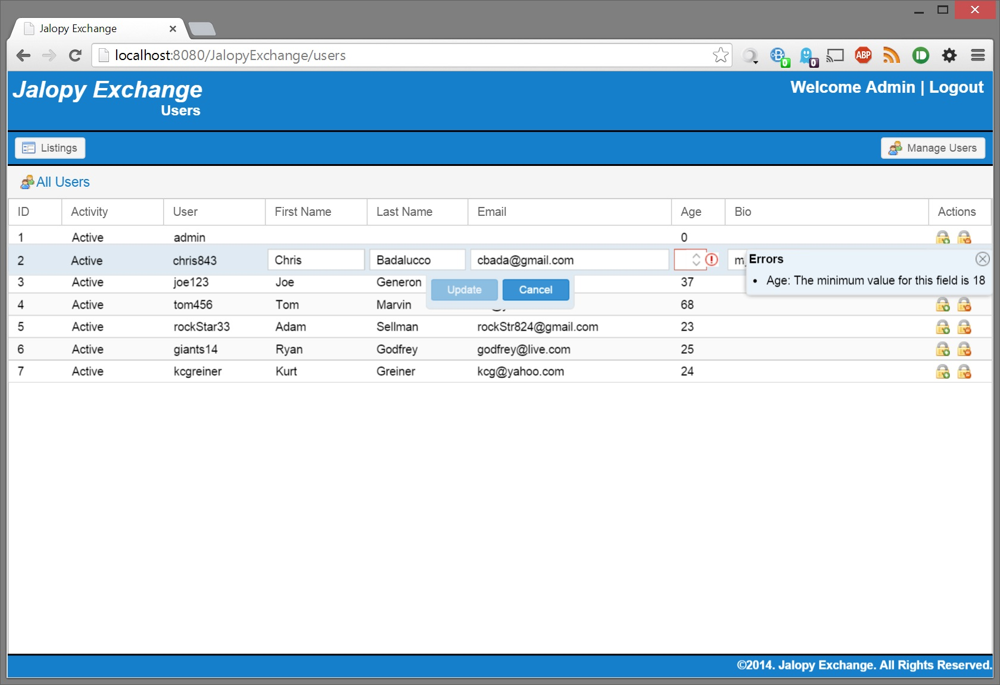 Jalopy Exchange
localhost:8080/JalopyExchange/users
0 0 ABP
Jalopy Exchange
Welcome Admin | Logout
Users
Listings
Manage Users
All Users
ID Activity User First Name Last Name Email Age Bio Actions
1 Active admin 0
2 Active chris843 Chris Badalucco cbada@gmail.com
Errors
• Age: The minimum value for this field is 18
3 Active joe123 Joe Generon 37
Update Cancel
4 Active tom456 Tom Marvin 68
5 Active rockStar33 Adam Sellman rockStr824@gmail.com 23
6 Active giants14 Ryan Godfrey godfrey@live.com 25
7 Active kcgreiner Kurt Greiner kcg@yahoo.com 24
©2014. Jalopy Exchange. All Rights Reserved.